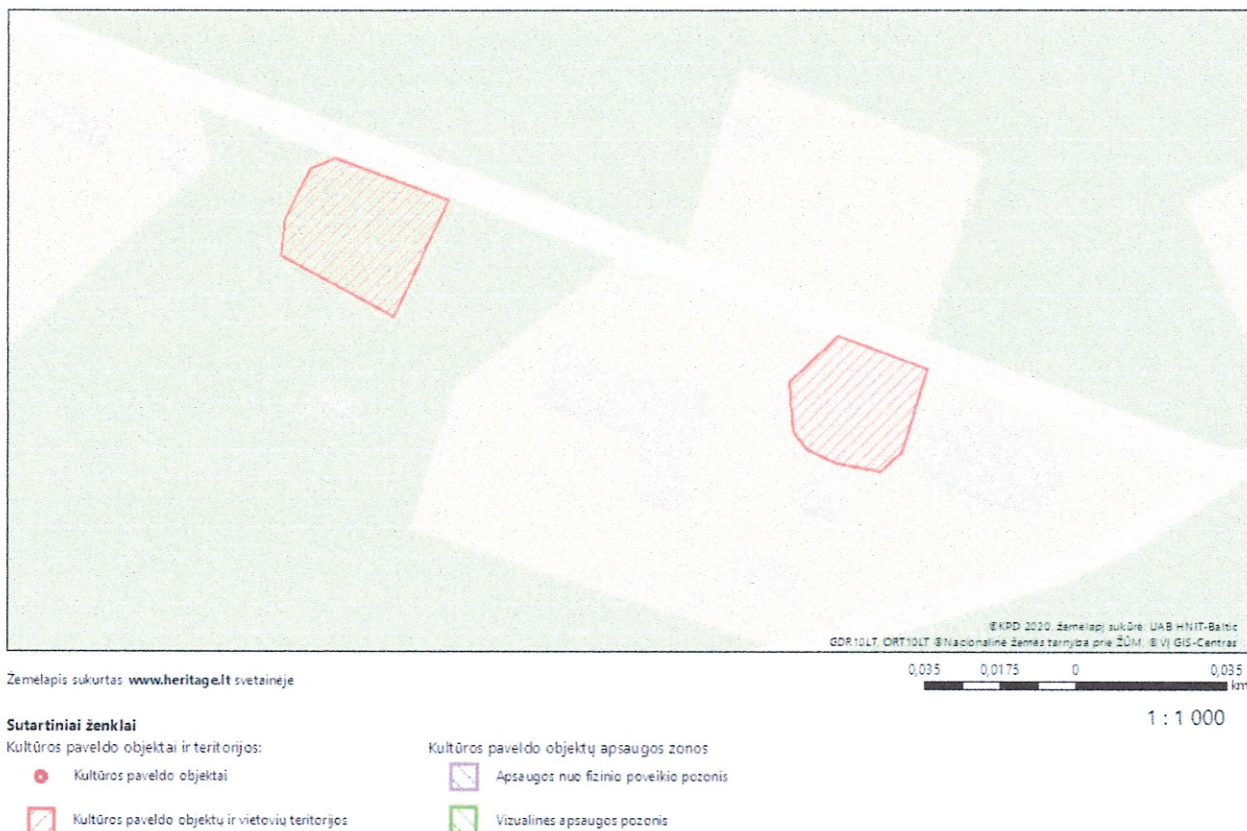 ©KPD 2020. žemėlapį sukūrė: UAB HNIT-Baltic
GDR10LT, ORT10LT ©Nacionalinė žemės tarnyba prie ŽŪM, © VĮ GIS-Centras
Žemėlapis sukurtas www.heritage.lt svetainėje
0,035 0,0175 0 0,035
km
1 : 1 000
Sutartiniai ženklai
Kultūros paveldo objektai ir teritorijos:
Kultūros paveldo objektai
Kultūros paveldo objektų ir vietovių teritorijos
Kultūros paveldo objektų apsaugos zonos
Apsaugos nuo fizinio poveikio pozonis
Vizualinės apsaugos pozonis